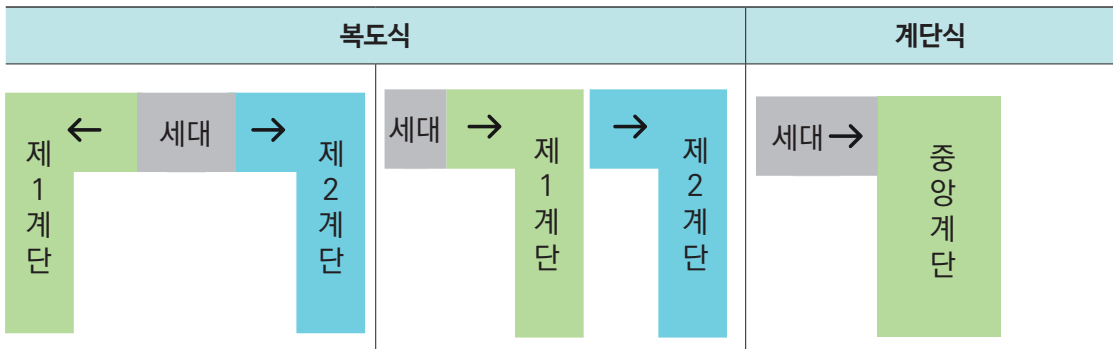 복도식
계단식
← 세대 →
제1계단
제2계단
세대 →
제1계단
→
제2계단
세대→
중앙계단